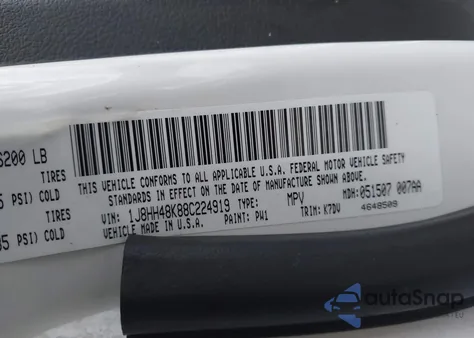 6200 LB
TIRES
5 PSI) COLD
TIRES
35 PSI) COLD
THIS VEHICLE CONFORMS TO ALL APPLICABLE U.S.A. FEDERAL MOTOR VEHICLE SAFETY
STANDARDS IN EFFECT ON THE DATE OF MANUFACTURE SHOWN ABOVE.
VIN: 1J8HH48K88C224919 TYPE: MPV MDH: 051507 007AA
VEHICLE MADE IN U.S.A. PAINT: PW1 TRIM: K7DV 4648509
autoSnap